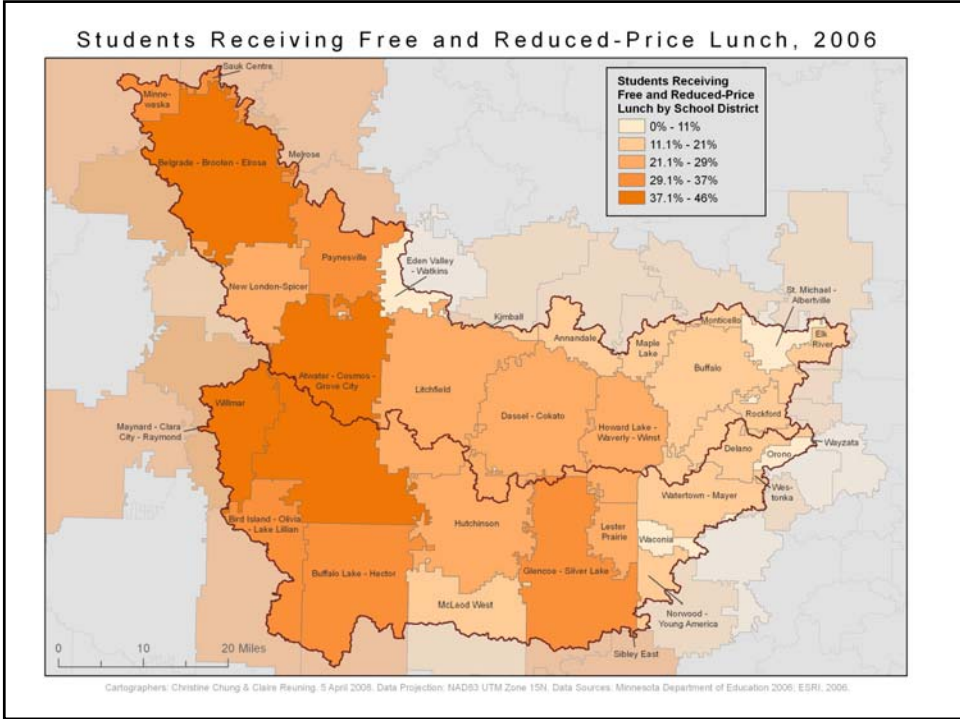 Students Receiving Free and Reduced-Price Lunch, 2006
Students Receiving
Free and Reduced-Price
Lunch by School District
0% - 11%
11.1% - 21%
21.1% - 29%
29.1% - 37%
37.1% - 46%
Sauk Centre
Minne-
waska
Belgrade - Brooten - Elrosa
Melrose
Paynesville
Eden Valley
- Watkins
New London-Spicer
St. Michael -
Albertville
Kimball
Monticello
Elk
River
Annandale
Maple
Lake
Buffalo
Atwater - Cosmos -
Grove City
Litchfield
Willmar
Dassel - Cokato
Rockford
Maynard - Clara
City - Raymond
Howard Lake -
Waverly - Winst
Delano
Wayzata
Orono
Wes-
tonka
Watertown - Mayer
Bird Island - Olivia
- Lake Lillian
Hutchinson
Lester
Prairie
Waconia
Buffalo Lake - Hector
Glencoe - Silver Lake
McLeod West
Norwood -
Young America
Sibley East
0 10 20 Miles
Cartographers: Christine Chung & Claire Reuning. 5 April 2008. Data Projection: NAD83 UTM Zone 15N. Data Sources: Minnesota Department of Education 2006; ESRI, 2006.